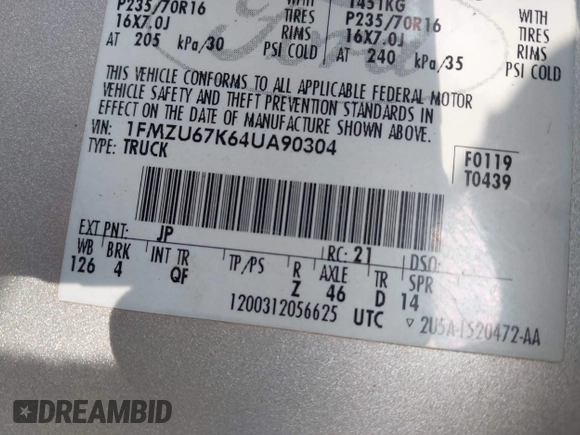 P235/70R16 TIRES
16X7.0J RIMS
AT 205 kPa/30 PSI COLD
1451KG WITH
P235/70R16 TIRES
16X7.0J RIMS
AT 240 kPa/35 PSI COLD
Ford
THIS VEHICLE CONFORMS TO ALL APPLICABLE FEDERAL MOTOR
VEHICLE SAFETY AND THEFT PREVENTION STANDARDS IN
EFFECT ON THE DATE OF MANUFACTURE SHOWN ABOVE.
VIN: 1FMZU67K64UA90304
TYPE: TRUCK
F0119
T0439
EXT PNT: JP RC: 21 DSO:
WB BRK INT TR TP/PS R AXLE TR SPR
126 4 QF Z 46 D 14
1200312056625 UTC
▽ 2U5A-1520472-AA
DREAMBID